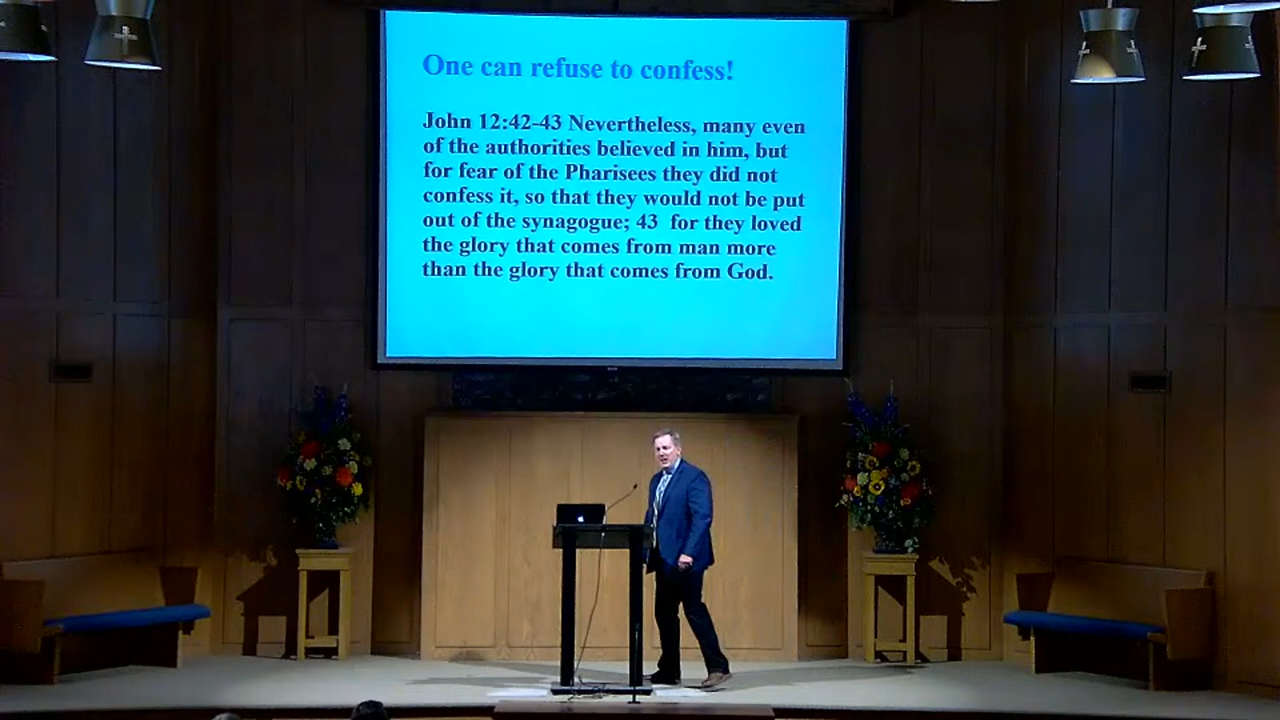 One can refuse to confess!
John 12:42-43 Nevertheless, many even
of the authorities believed in him, but
for fear of the Pharisees they did not
confess it, so that they would not be put
out of the synagogue; 43 for they loved
the glory that comes from man more
than the glory that comes from God.